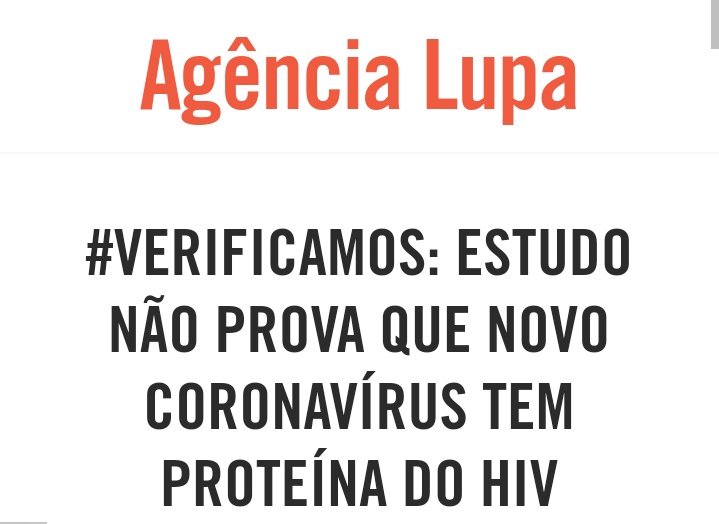 Agência Lupa
#VERIFICAMOS: ESTUDO
NÃO PROVA QUE NOVO
CORONAVÍRUS TEM
PROTEÍNA DO HIV